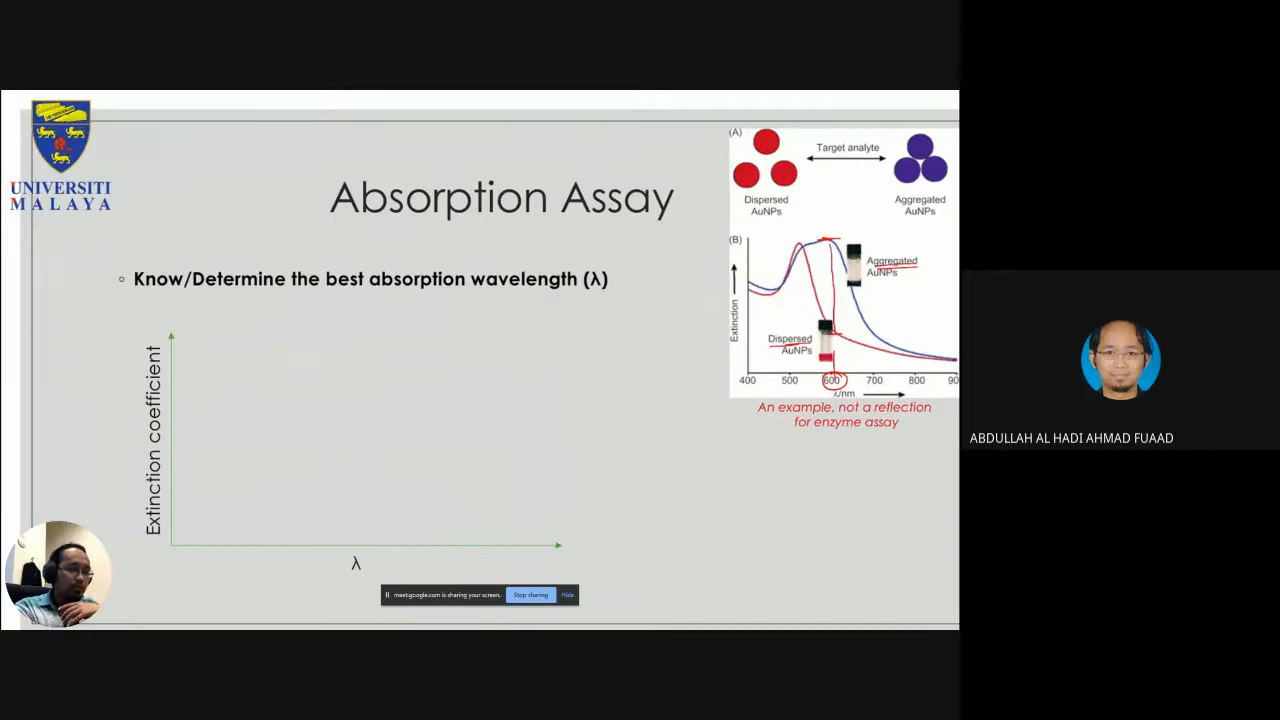 UNIVERSITI
MALAYA
Absorption Assay
◦ Know/Determine the best absorption wavelength (λ)
Extinction coefficient
λ
(A)
Target analyte
Dispersed
AuNPs
Aggregated
AuNPs
(B)
Extinction
Aggregated
AuNPs
Dispersed
AuNPs
400 500 600 700 800 90
λ/nm
An example, not a reflection
for enzyme assay
meet.google.com is sharing your screen. Stop sharing Hide
ABDULLAH AL HADI AHMAD FUAAD